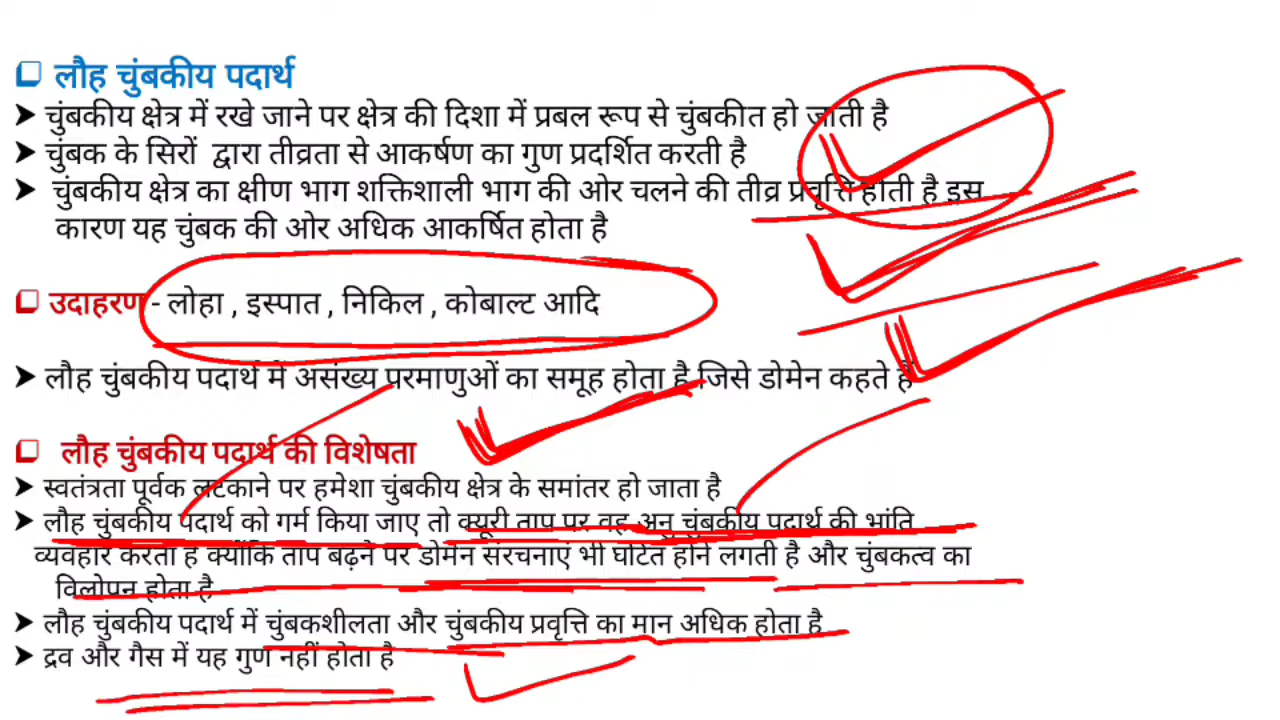 लौह चुंबकीय पदार्थ
चुंबकीय क्षेत्र में रखे जाने पर क्षेत्र की दिशा में प्रबल रूप से चुंबकीत हो जाती है
चुंबक के सिरों द्वारा तीव्रता से आकर्षण का गुण प्रदर्शित करती है
चुंबकीय क्षेत्र का क्षीण भाग शक्तिशाली भाग की ओर चलने की तीव्र प्रवृत्ति होती है इस
कारण यह चुंबक की ओर अधिक आकर्षित होता है
उदाहरण - लोहा , इस्पात , निकिल , कोबाल्ट आदि
लौह चुंबकीय पदार्थ में असंख्य परमाणुओं का समूह होता है जिसे डोमेन कहते हैं
लौह चुंबकीय पदार्थ की विशेषता
स्वतंत्रता पूर्वक लटकाने पर हमेशा चुंबकीय क्षेत्र के समांतर हो जाता है
लौह चुंबकीय पदार्थ को गर्म किया जाए तो क्यूरी ताप पर वह अनु चुंबकीय पदार्थ की भांति
व्यवहार करता है क्योंकि ताप बढ़ने पर डोमेन संरचनाएं भी घटित होने लगती है और चुंबकत्व का
विलोपन होता है
लौह चुंबकीय पदार्थ में चुंबकशीलता और चुंबकीय प्रवृत्ति का मान अधिक होता है
द्रव और गैस में यह गुण नहीं होता है